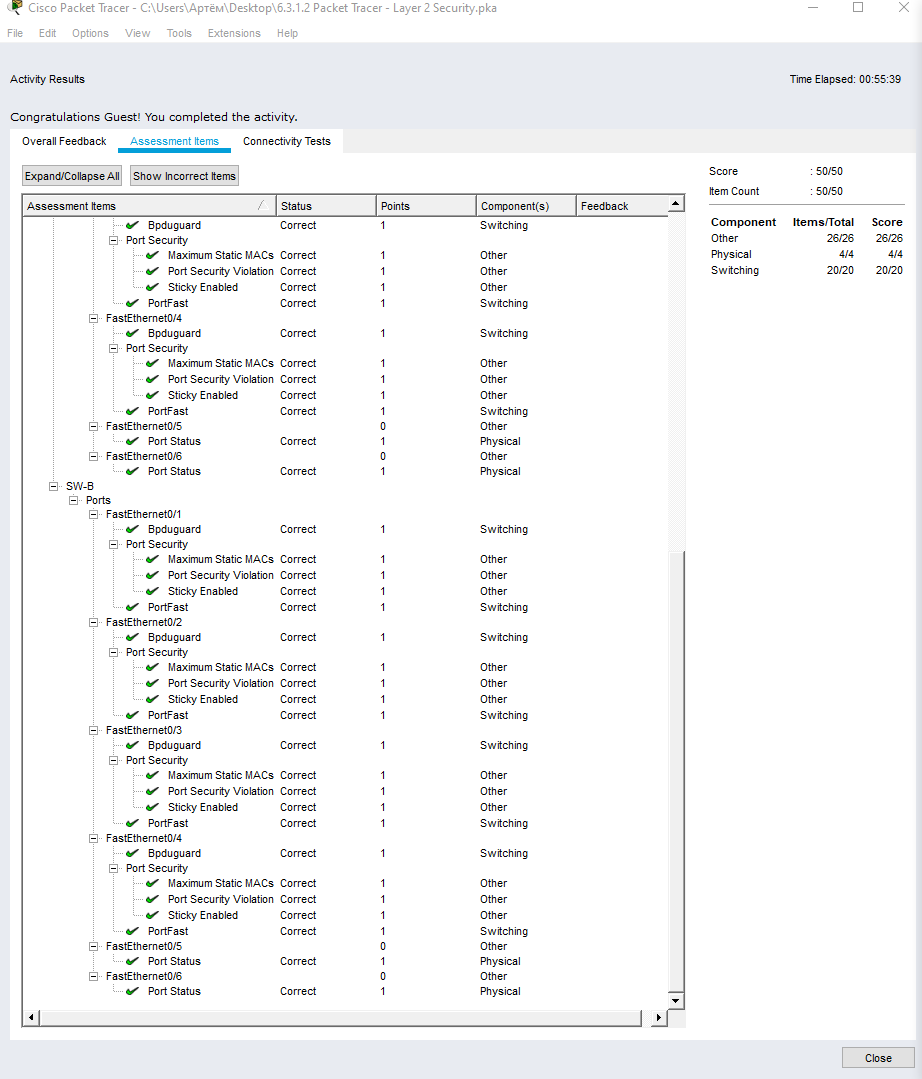 Cisco Packet Tracer - C:\Users\Артём\Desktop\6.3.1.2 Packet Tracer - Layer 2 Security.pka
File Edit Options View Tools Extensions Help
Activity Results Time Elapsed: 00:55:39
Congratulations Guest! You completed the activity.
Overall Feedback Assessment Items Connectivity Tests
Expand/Collapse All Show Incorrect Items
Assessment Items Status Points Component(s) Feedback
Bpduguard Correct 1 Switching
Port Security
Maximum Static MACs Correct 1 Other
Port Security Violation Correct 1 Other
Sticky Enabled Correct 1 Other
PortFast Correct 1 Switching
FastEthernet0/4
Bpduguard Correct 1 Switching
Port Security
Maximum Static MACs Correct 1 Other
Port Security Violation Correct 1 Other
Sticky Enabled Correct 1 Other
PortFast Correct 1 Switching
FastEthernet0/5 0 Other
Port Status Correct 1 Physical
FastEthernet0/6 0 Other
Port Status Correct 1 Physical
SW-B
Ports
FastEthernet0/1
Bpduguard Correct 1 Switching
Port Security
Maximum Static MACs Correct 1 Other
Port Security Violation Correct 1 Other
Sticky Enabled Correct 1 Other
PortFast Correct 1 Switching
FastEthernet0/2
Bpduguard Correct 1 Switching
Port Security
Maximum Static MACs Correct 1 Other
Port Security Violation Correct 1 Other
Sticky Enabled Correct 1 Other
PortFast Correct 1 Switching
FastEthernet0/3
Bpduguard Correct 1 Switching
Port Security
Maximum Static MACs Correct 1 Other
Port Security Violation Correct 1 Other
Sticky Enabled Correct 1 Other
PortFast Correct 1 Switching
FastEthernet0/4
Bpduguard Correct 1 Switching
Port Security
Maximum Static MACs Correct 1 Other
Port Security Violation Correct 1 Other
Sticky Enabled Correct 1 Other
PortFast Correct 1 Switching
FastEthernet0/5 0 Other
Port Status Correct 1 Physical
FastEthernet0/6 0 Other
Port Status Correct 1 Physical
Score : 50/50
Item Count : 50/50
Component Items/Total Score
Other 26/26 26/26
Physical 4/4 4/4
Switching 20/20 20/20
Close